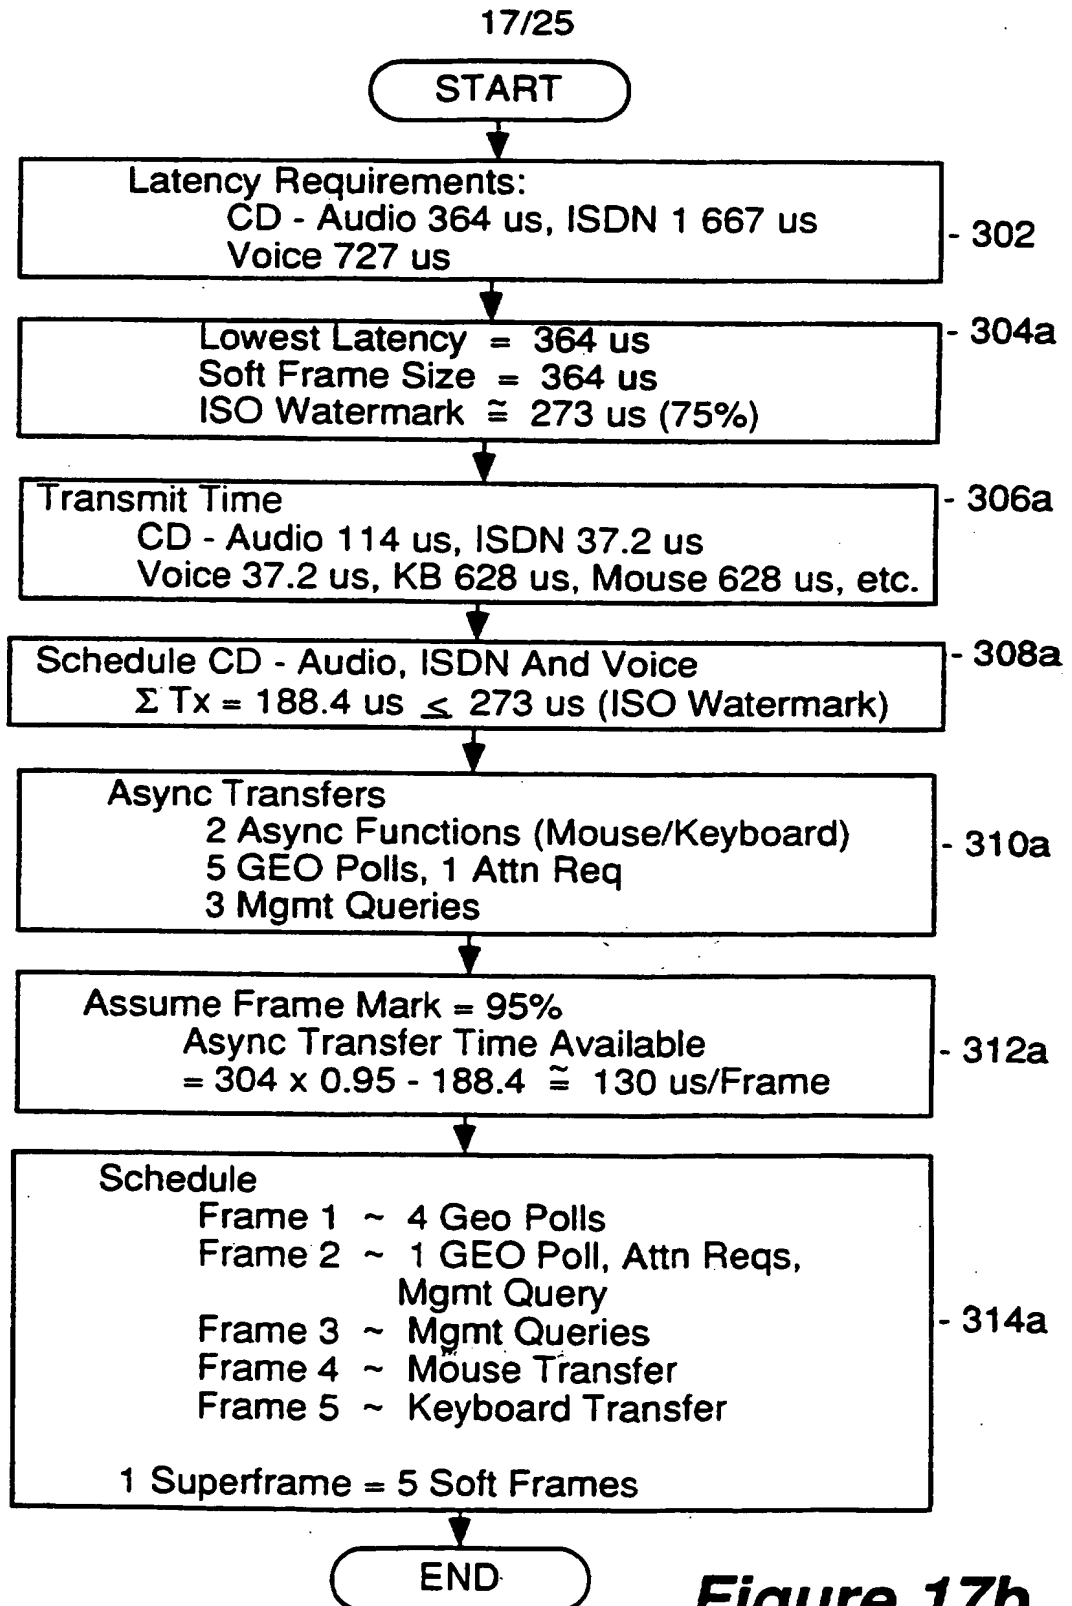 17/25
START
Latency Requirements:
CD - Audio 364 us, ISDN 1 667 us
Voice 727 us
- 302
Lowest Latency = 364 us
Soft Frame Size = 364 us
ISO Watermark ≅ 273 us (75%)
- 304a
Transmit Time
CD - Audio 114 us, ISDN 37.2 us
Voice 37.2 us, KB 628 us, Mouse 628 us, etc.
- 306a
Schedule CD - Audio, ISDN And Voice
Σ Tx = 188.4 us ≤ 273 us (ISO Watermark)
- 308a
Async Transfers
2 Async Functions (Mouse/Keyboard)
5 GEO Polls, 1 Attn Req
3 Mgmt Queries
- 310a
Assume Frame Mark = 95%
Async Transfer Time Available
= 304 x 0.95 - 188.4 ≅ 130 us/Frame
- 312a
Schedule
Frame 1 ~ 4 Geo Polls
Frame 2 ~ 1 GEO Poll, Attn Reqs,
Mgmt Query
Frame 3 ~ Mgmt Queries
Frame 4 ~ Mouse Transfer
Frame 5 ~ Keyboard Transfer
1 Superframe = 5 Soft Frames
- 314a
END
Figure 17b